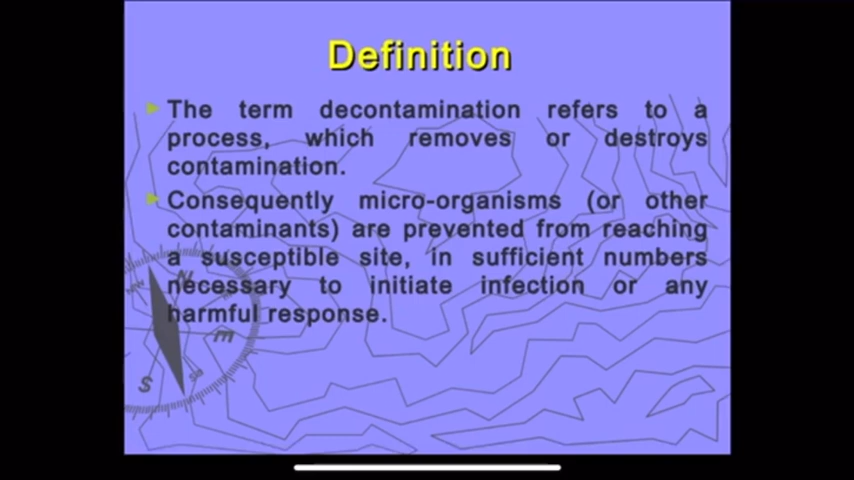 Definition
The term decontamination refers to a
process, which removes or destroys
contamination.
Consequently micro-organisms (or other
contaminants) are prevented from reaching
a susceptible site, in sufficient numbers
necessary to initiate infection or any
harmful response.
N
m
S